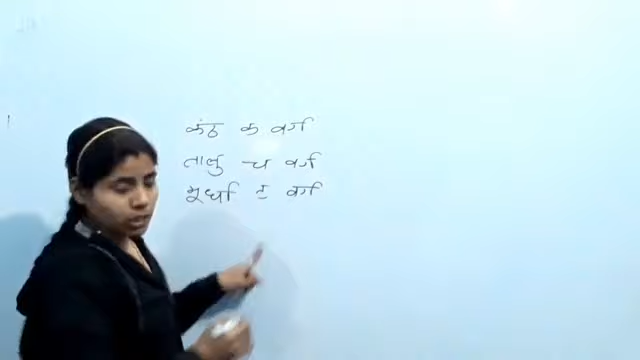 कंठ क वर्ग
तालु च वर्ग
मूर्धा ट वर्ग